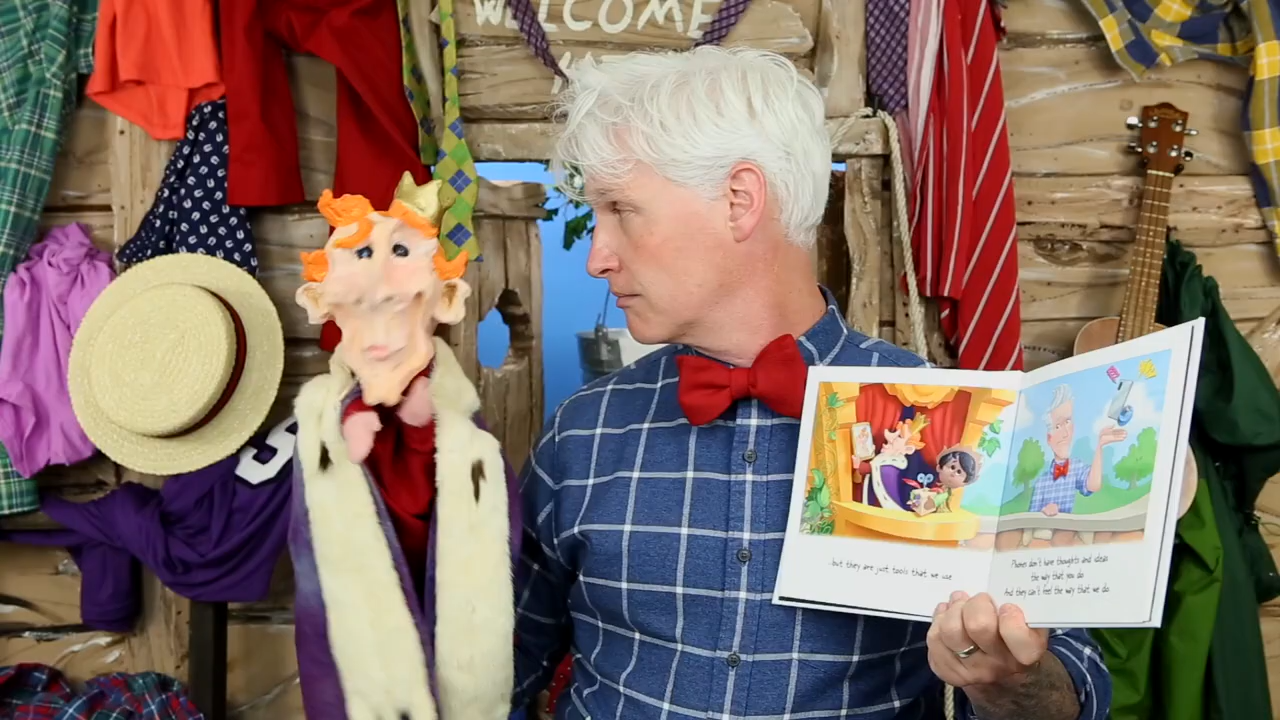 WELCOME
5
...but they are just tools that we use
Phones don't have thoughts and ideas
the way that you do
And they can't feel the way that we do